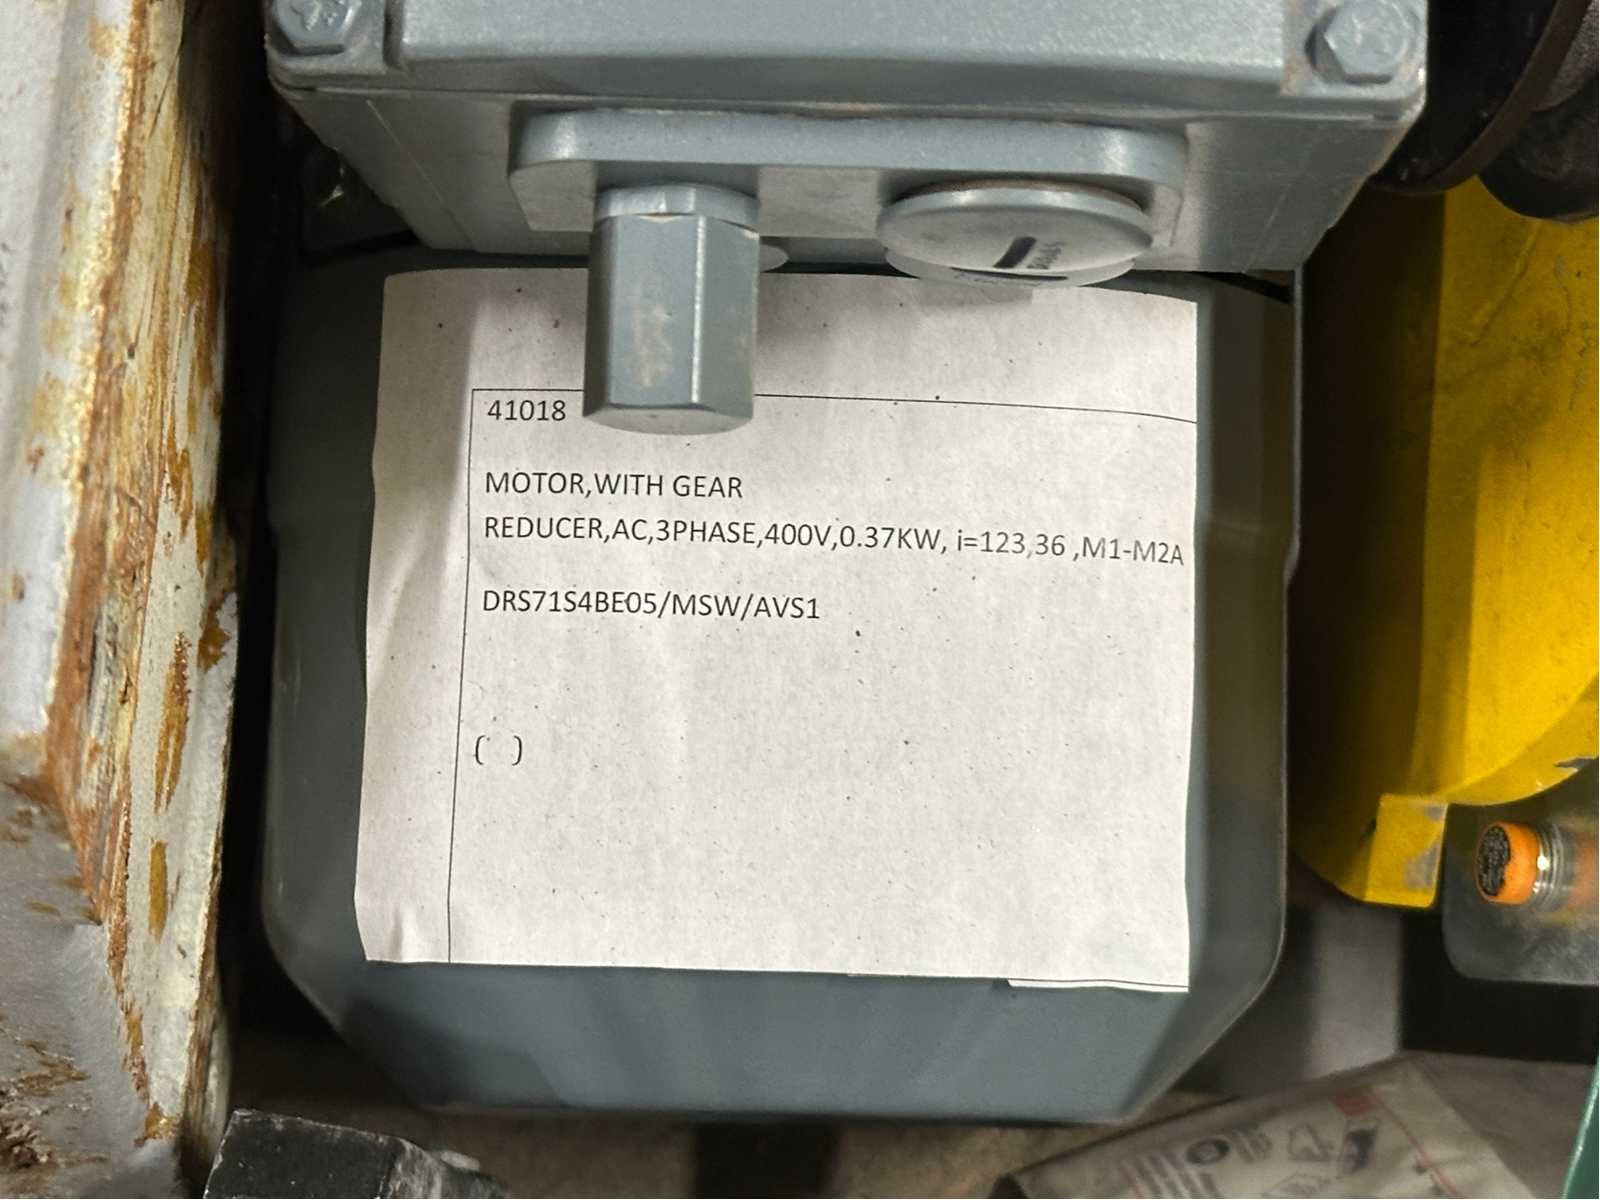 41018
MOTOR,WITH GEAR
REDUCER,AC,3PHASE,400V,0.37KW, i=123,36 ,M1-M2A
DRS71S4BE05/MSW/AVS1
(  )